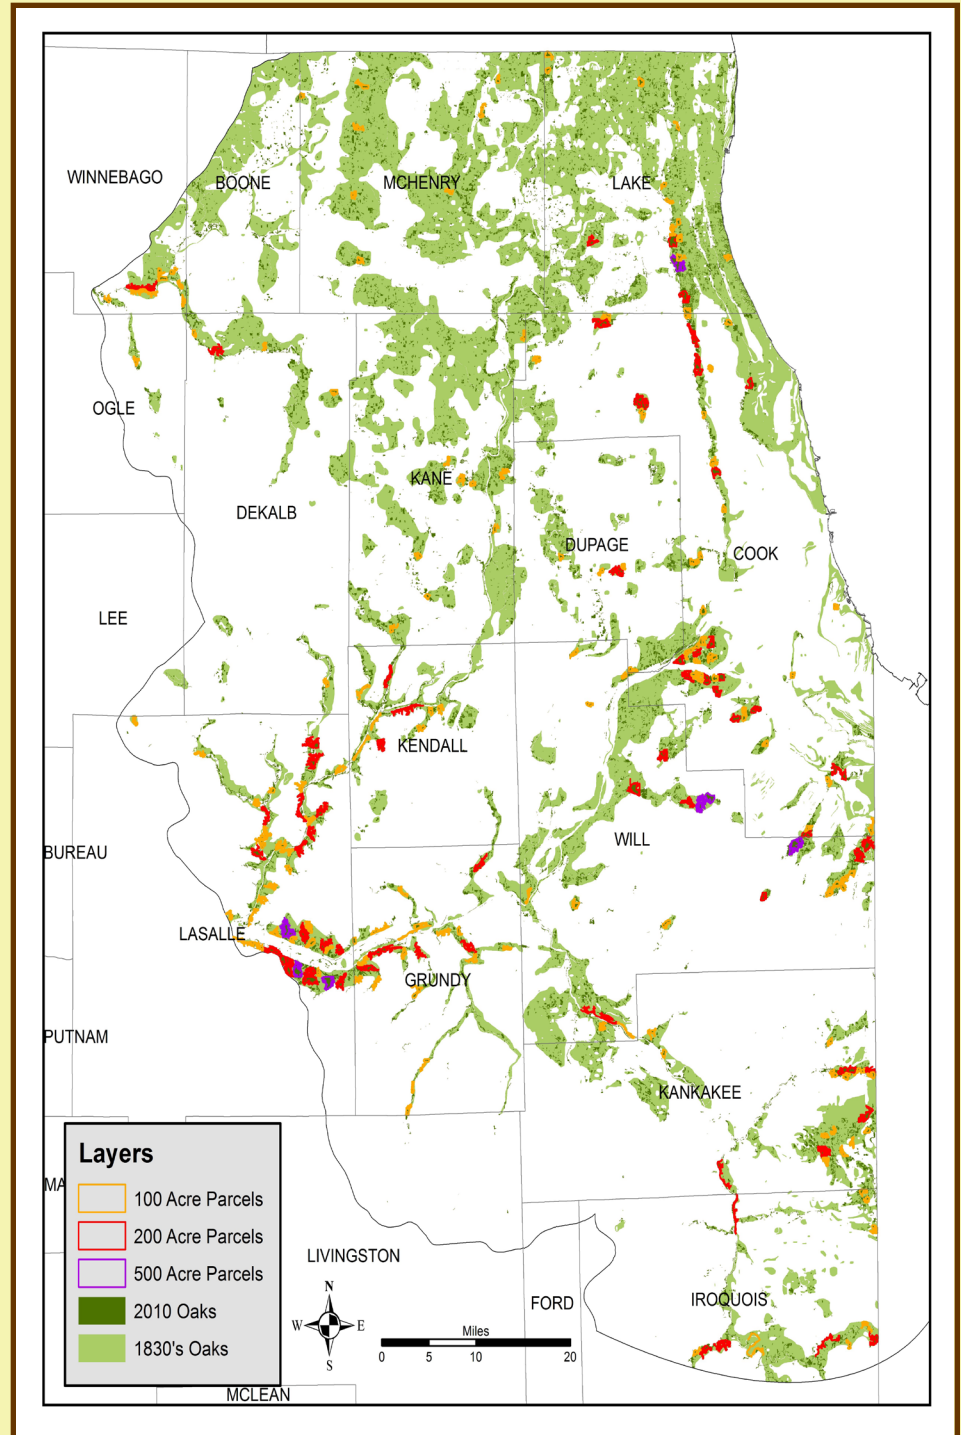 WINNEBAGO
BOONE
MCHENRY
LAKE
OGLE
KANE
DEKALB
DUPAGE
COOK
LEE
KENDALL
WILL
BUREAU
LASALLE
GRUNDY
PUTNAM
KANKAKEE
MA
LIVINGSTON
FORD
IROQUOIS
MCLEAN
Layers
100 Acre Parcels
200 Acre Parcels
500 Acre Parcels
2010 Oaks
1830's Oaks
N
W E
S
Miles
0 5 10 20